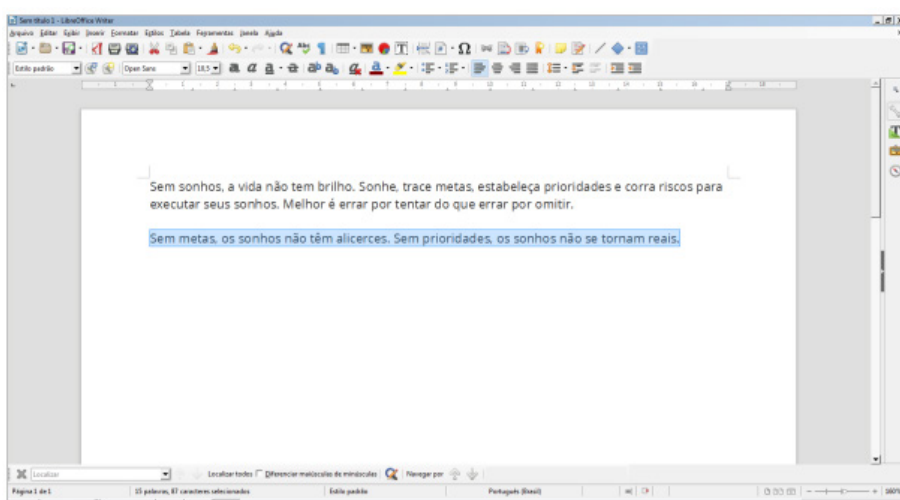 Sem título 1 - LibreOffice Writer
Arquivo Editar Exibir Inserir Formatar Estilos Tabela Ferramentas Janela Ajuda
Estilo padrão Open Sans 18,5
Sem sonhos, a vida não tem brilho. Sonhe, trace metas, estabeleça prioridades e corra riscos para
executar seus sonhos. Melhor é errar por tentar do que errar por omitir.
Sem metas, os sonhos não têm alicerces. Sem prioridades, os sonhos não se tornam reais.
Localizar Localizar todos Diferenciar maiúsculas de minúsculas Navegar por
Página 1 de 1 15 palavras, 87 caracteres selecionados Estilo padrão Português (Brasil) 160%